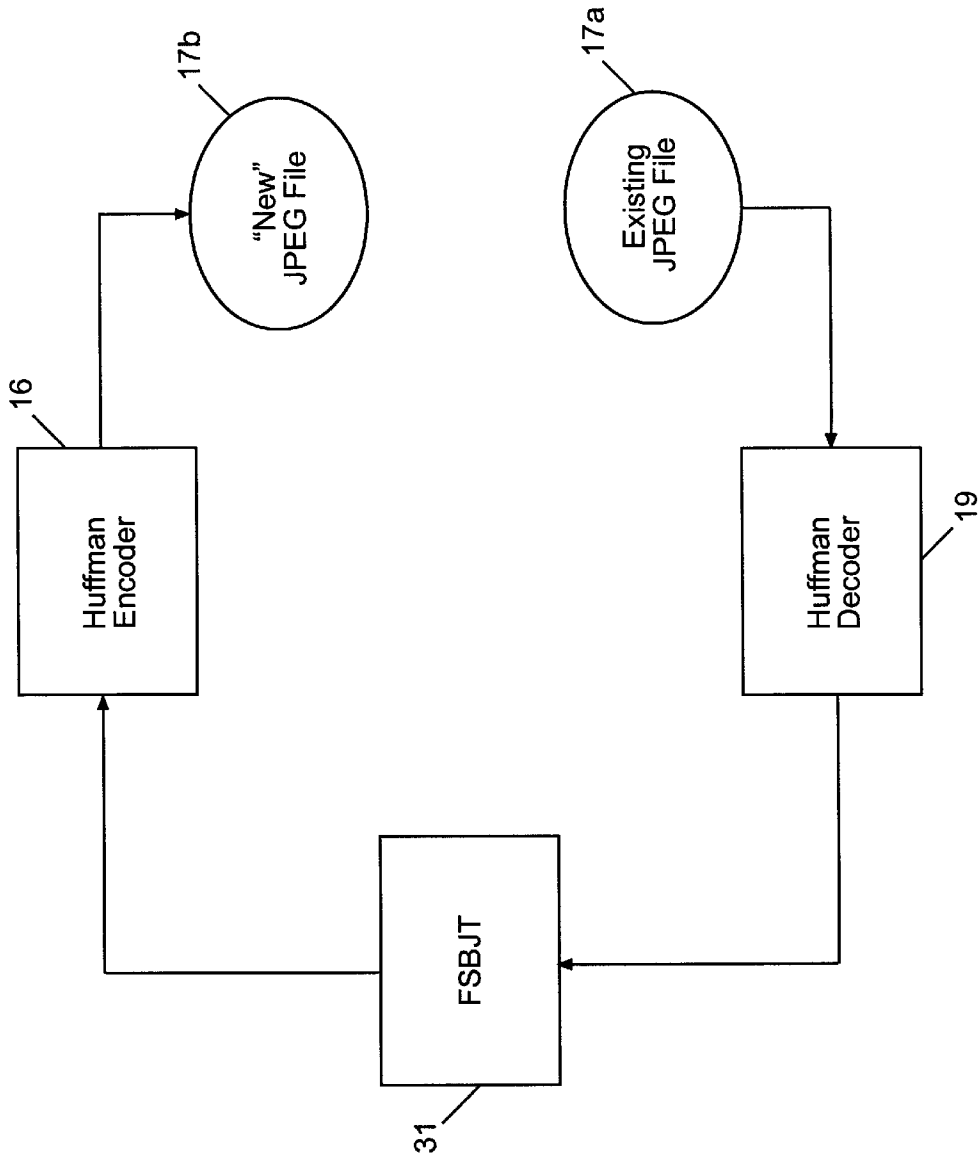 31
FSBJT
16
Huffman
Encoder
19
Huffman
Decoder
17b
“New”
JPEG File
17a
Existing
JPEG File